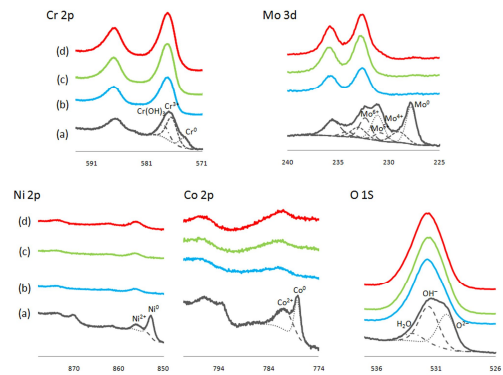 Cr 2p
(d)
(c)
(b)
(a)
Cr(OH)3
Cr3+
Cr0
591 581 571
Mo 3d
Mo6+
Mo5+
Mo4+
Mo0
240 235 230 225
Ni 2p
(d)
(c)
(b)
(a)
Ni2+
Ni0
870 860 850
Co 2p
Co2+
Co0
794 784 774
O 1S
OH−
H2O
O2-
536 531 526